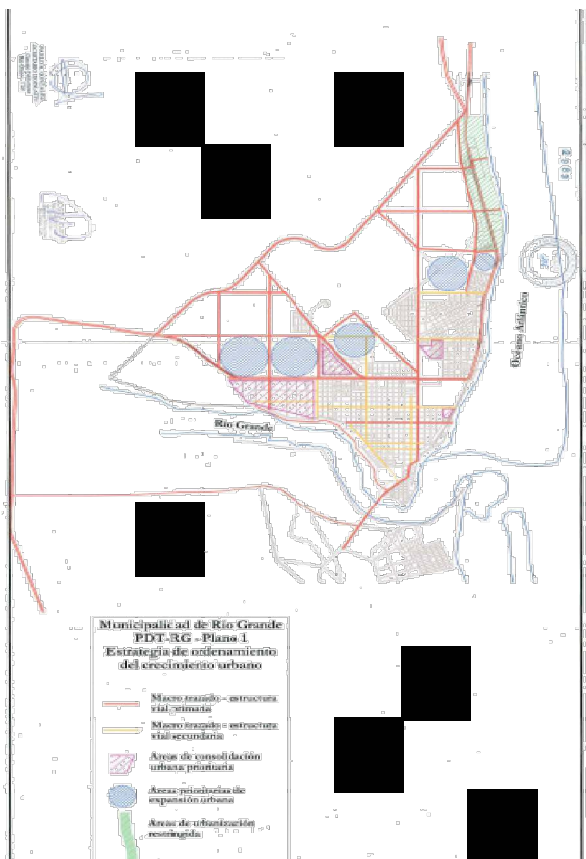 Océano Atlántico
Río Grande
Municipalidad de Río Grande
PDT-RG - Plano 1
Estrategia de ordenamiento
del crecimiento urbano
Macro trazado - estructura
vial primaria
Macro trazado - estructura
vial secundaria
Áreas de consolidación
urbana prioritaria
Áreas prioritarias de
expansión urbana
Áreas de urbanización
restringida